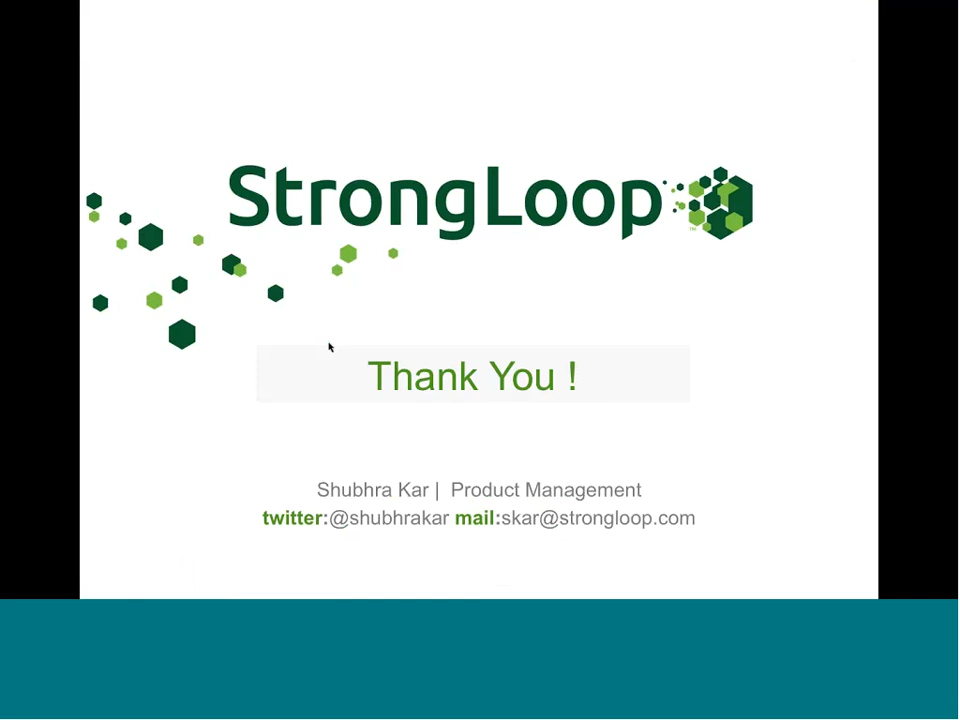 StrongLoop
Thank You !
Shubhra Kar | Product Management
twitter:@shubhrakar mail:skar@strongloop.com